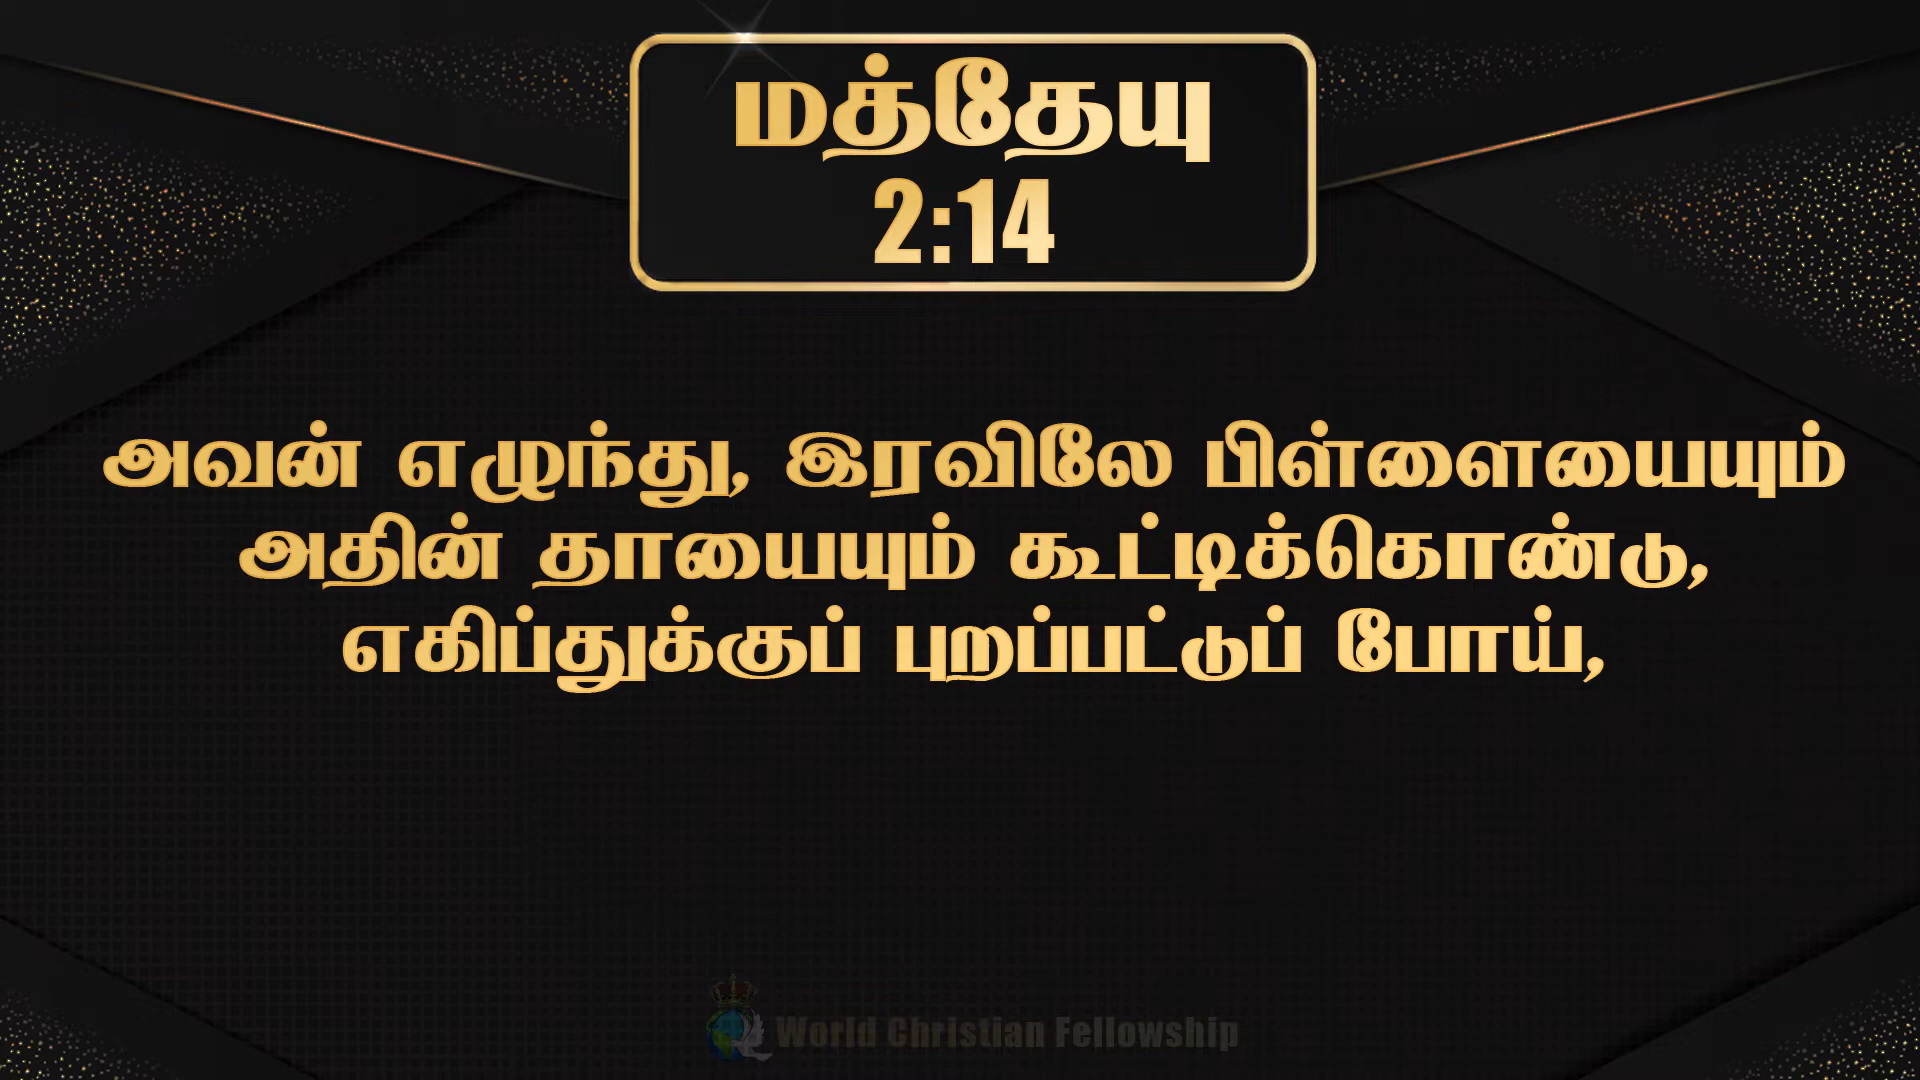 மத்தேயு
2:14
அவன் எழுந்து, இரவிலே பிள்ளையையும்
அதின் தாயையும் கூட்டிக்கொண்டு,
எகிப்துக்குப் புறப்பட்டுப் போய்,
World Christian Fellowship